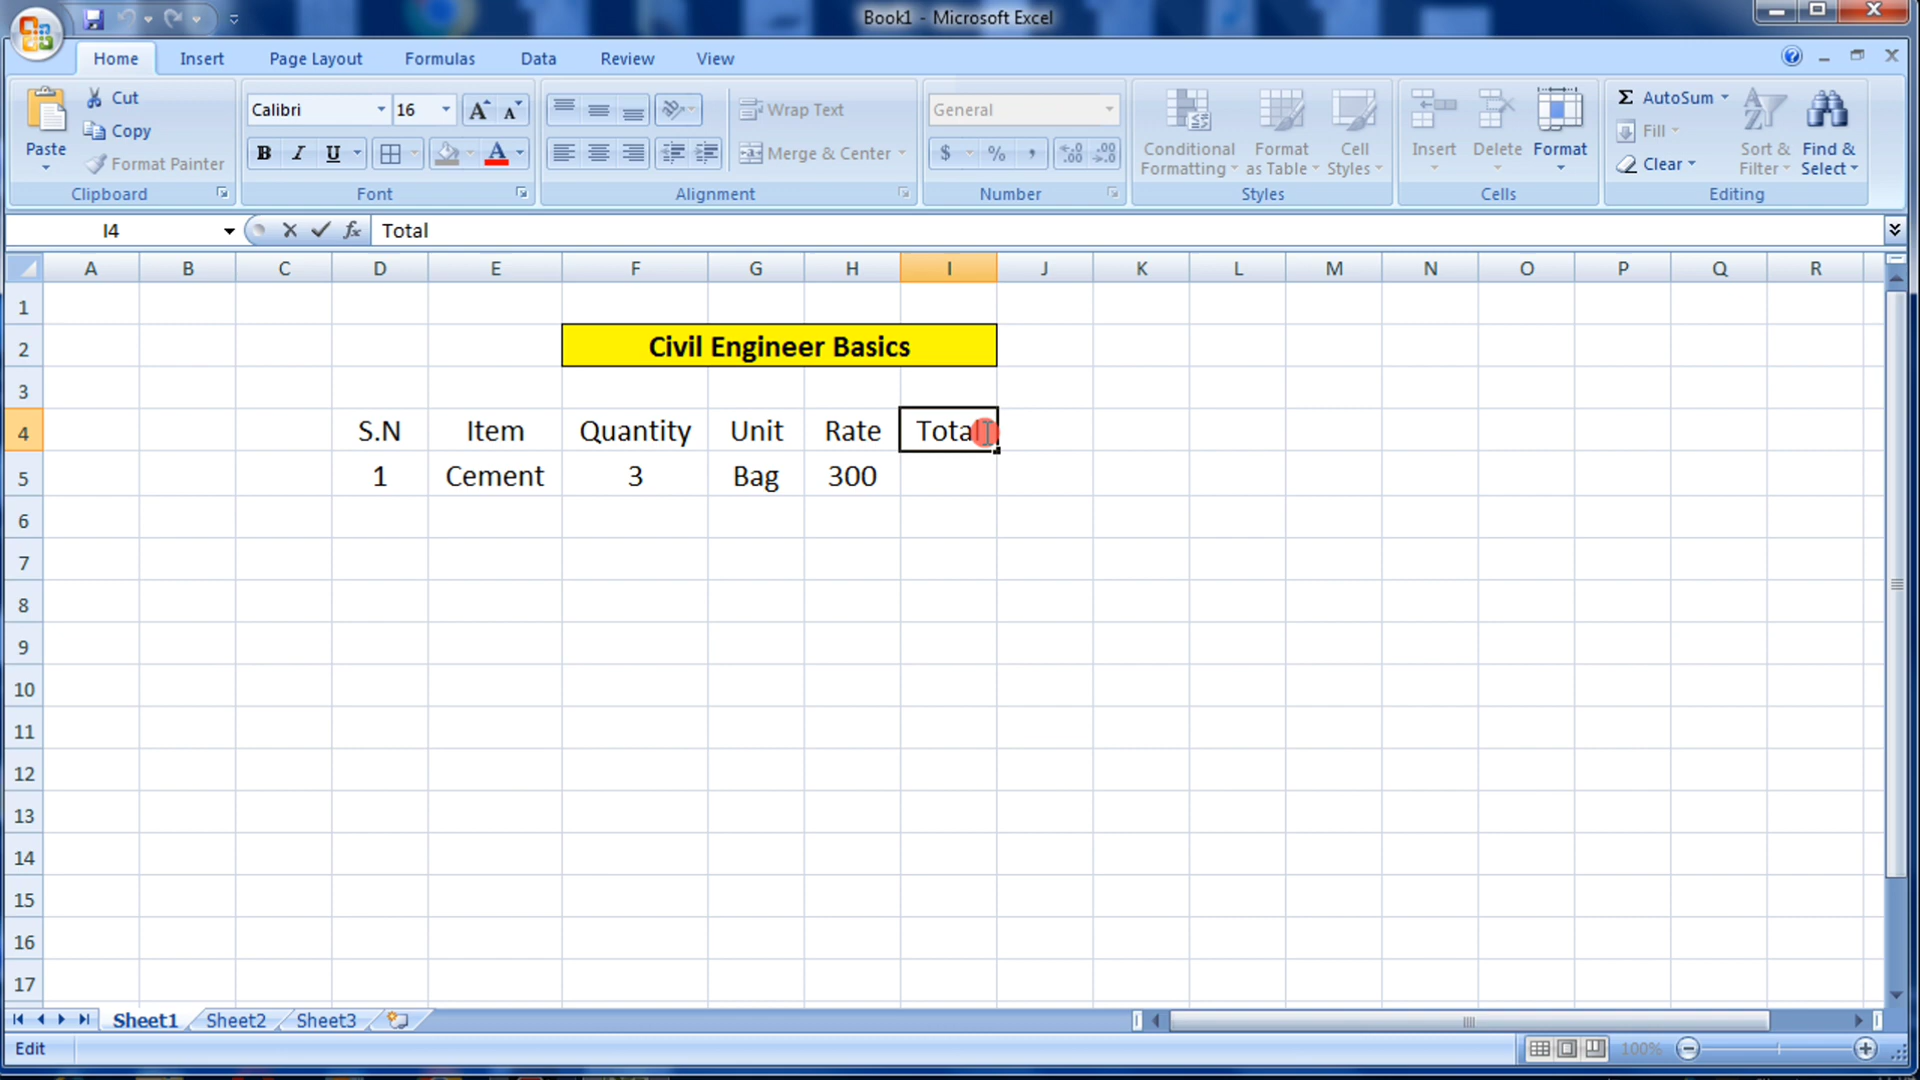 Book1 - Microsoft Excel
Home Insert Page Layout Formulas Data Review View
Paste
Cut
Copy
Format Painter
Clipboard
Calibri 16
B I U A
Font
Wrap Text
Merge & Center
Alignment
General
$ % ,
Number
Conditional Formatting
Format as Table
Cell Styles
Styles
Insert
Delete
Format
Cells
Σ AutoSum
Fill
Clear
Sort & Filter
Find & Select
Editing
I4 fx Total
A B C D E F G H I J K L M N O P Q R
1
2 Civil Engineer Basics
3
4 S.N Item Quantity Unit Rate Total
5 1 Cement 3 Bag 300
6
7
8
9
10
11
12
13
14
15
16
17
Sheet1 Sheet2 Sheet3
Edit 100%